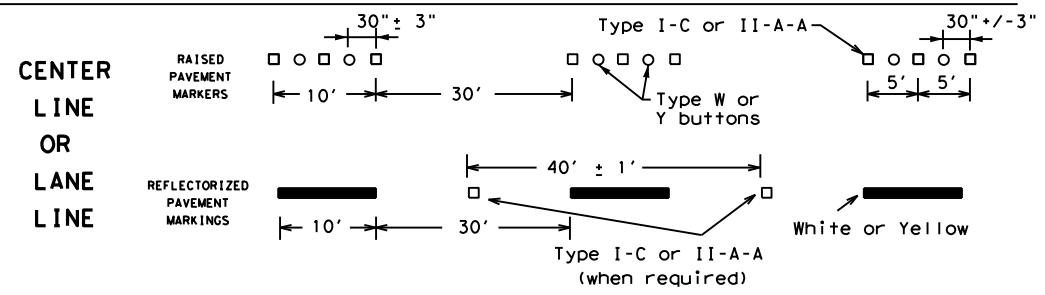 CENTER
LINE
OR
LANE
LINE
RAISED
PAVEMENT
MARKERS
30"± 3"
10'
30'
Type I-C or II-A-A
30"+/-3"
5'
5'
Type W or
Y buttons
REFLECTORIZED
PAVEMENT
MARKINGS
10'
30'
40' ± 1'
Type I-C or II-A-A
(when required)
White or Yellow